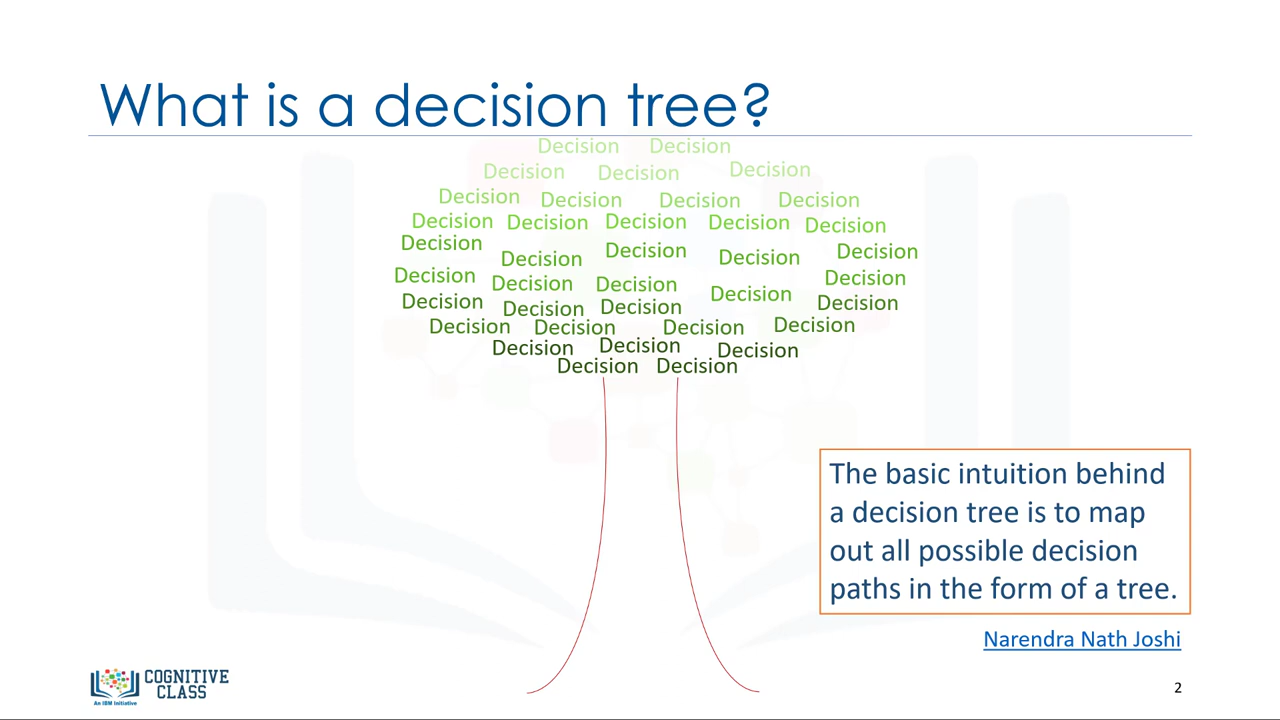 What is a decision tree?
Decision Decision
Decision Decision Decision
Decision Decision Decision Decision
Decision Decision Decision Decision Decision
Decision Decision Decision Decision Decision
Decision Decision Decision Decision Decision
Decision Decision Decision Decision
Decision Decision Decision Decision
Decision Decision Decision
Decision Decision
The basic intuition behind
a decision tree is to map
out all possible decision
paths in the form of a tree.
Narendra Nath Joshi
COGNITIVE
CLASS
An IBM Initiative
2